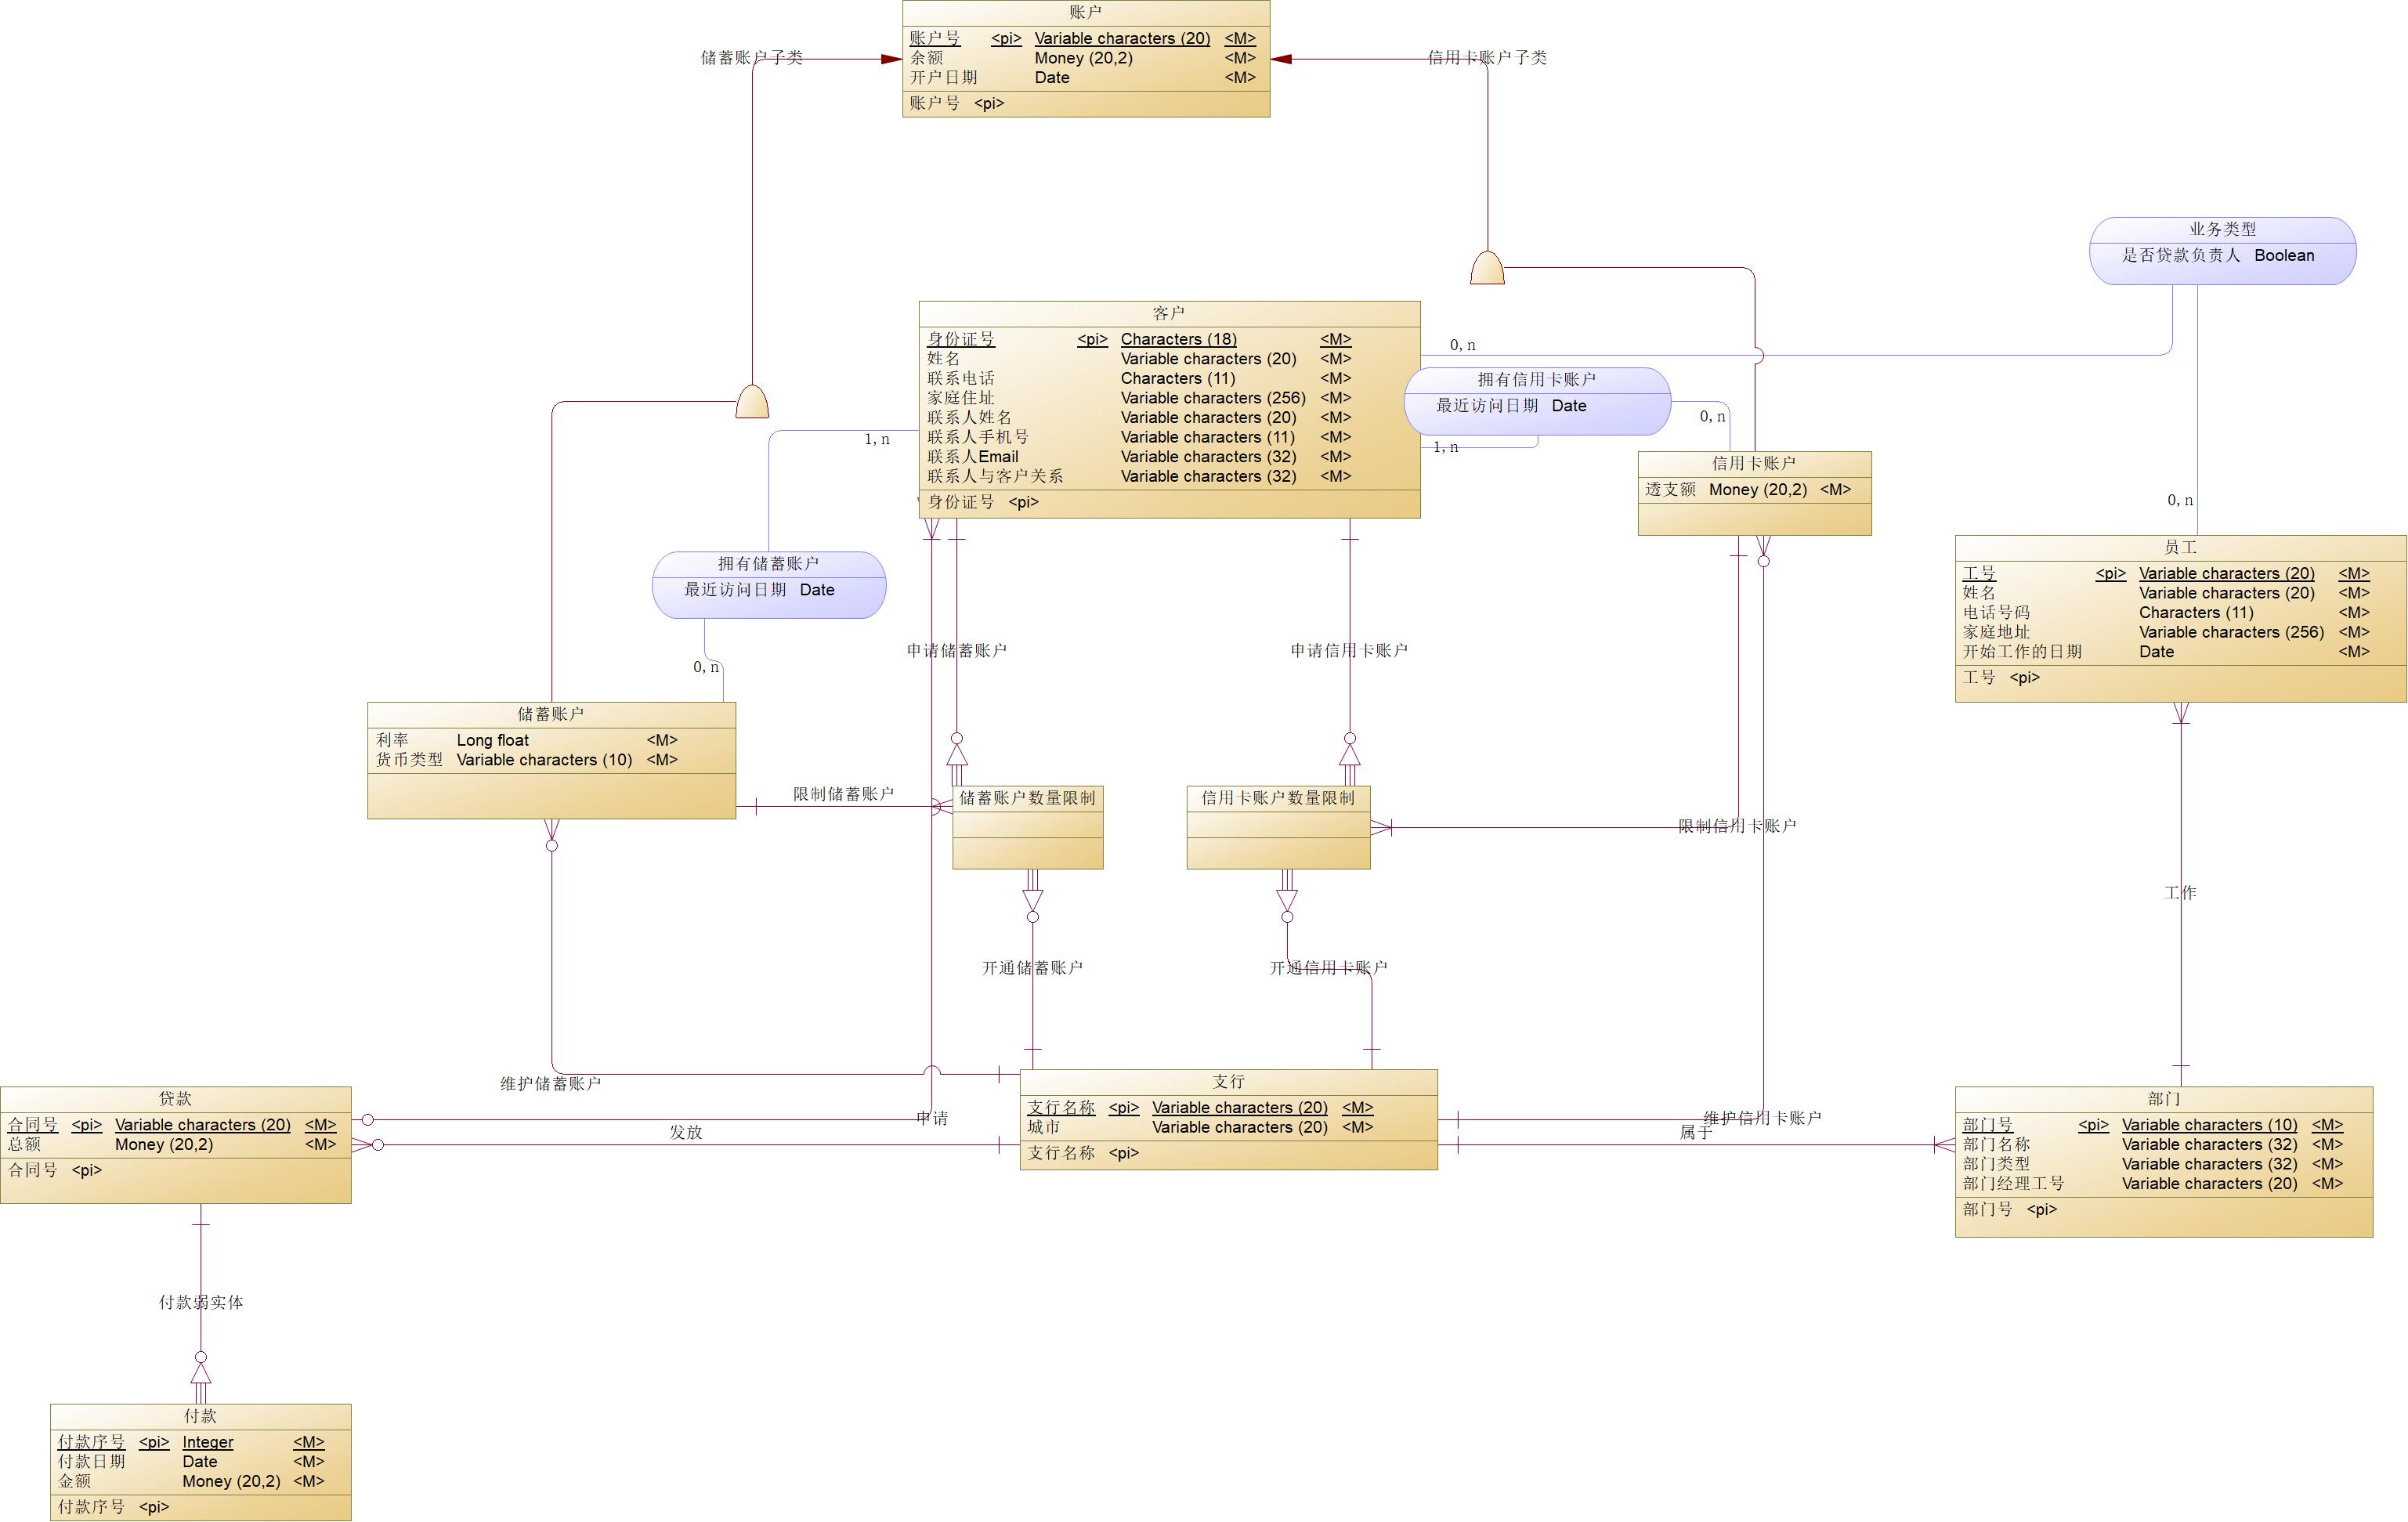 账户
账户号 <pi> Variable characters (20) <M>
余额 Money (20,2) <M>
开户日期 Date <M>
账户号 <pi>
储蓄账户子类
信用卡账户子类
业务类型
是否贷款负责人 Boolean
客户
身份证号 <pi> Characters (18) <M>
姓名 Variable characters (20) <M>
联系电话 Characters (11) <M>
家庭住址 Variable characters (256) <M>
联系人姓名 Variable characters (20) <M>
联系人手机号 Variable characters (11) <M>
联系人Email Variable characters (32) <M>
联系人与客户关系 Variable characters (32) <M>
身份证号 <pi>
0,n
拥有信用卡账户
最近访问日期 Date
0,n
1,n
1,n
信用卡账户
透支额 Money (20,2) <M>
0,n
员工
工号 <pi> Variable characters (20) <M>
姓名 Variable characters (20) <M>
电话号码 Characters (11) <M>
家庭地址 Variable characters (256) <M>
开始工作的日期 Date <M>
工号 <pi>
拥有储蓄账户
最近访问日期 Date
0,n
申请储蓄账户
申请信用卡账户
储蓄账户
利率 Long float <M>
货币类型 Variable characters (10) <M>
限制储蓄账户
储蓄账户数量限制
信用卡账户数量限制
限制信用卡账户
工作
开通储蓄账户
开通信用卡账户
维护储蓄账户
贷款
合同号 <pi> Variable characters (20) <M>
总额 Money (20,2) <M>
合同号 <pi>
申请
发放
支行
支行名称 <pi> Variable characters (20) <M>
城市 Variable characters (20) <M>
支行名称 <pi>
维护信用卡账户
属于
部门
部门号 <pi> Variable characters (10) <M>
部门名称 Variable characters (32) <M>
部门类型 Variable characters (32) <M>
部门经理工号 Variable characters (20) <M>
部门号 <pi>
付款弱实体
付款
付款序号 <pi> Integer <M>
付款日期 Date <M>
金额 Money (20,2) <M>
付款序号 <pi>